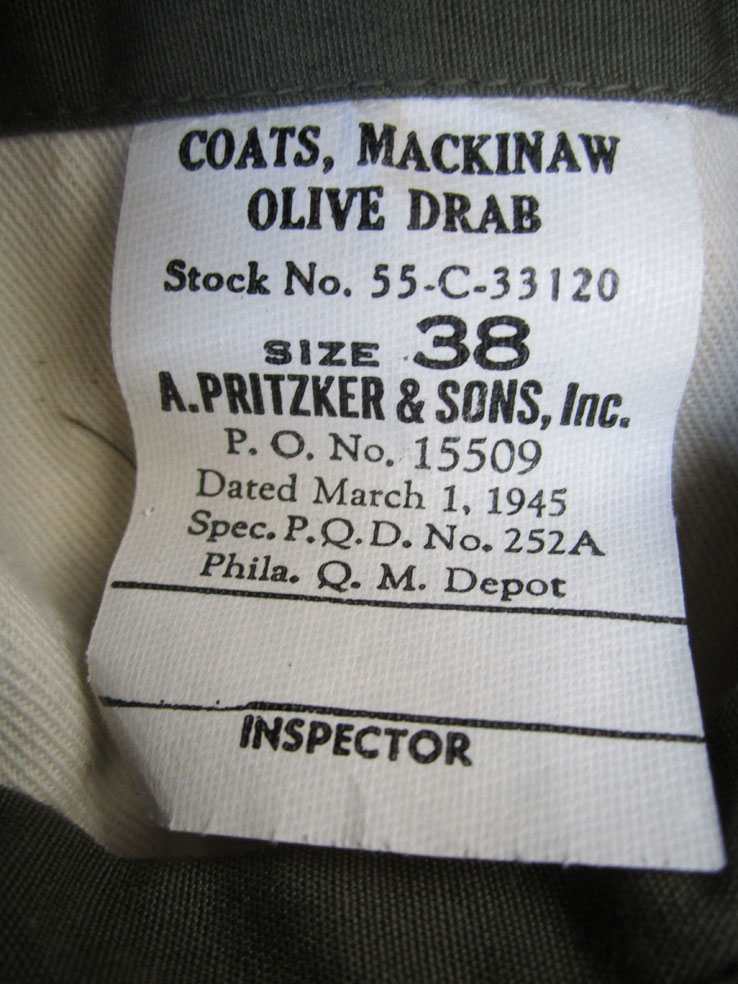 COATS, MACKINAW
OLIVE DRAB
Stock No. 55-C-33120
SIZE 38
A. PRITZKER & SONS, Inc.
P. O. No. 15509
Dated March 1, 1945
Spec. P.Q.D. No. 252A
Phila. Q. M. Depot
INSPECTOR